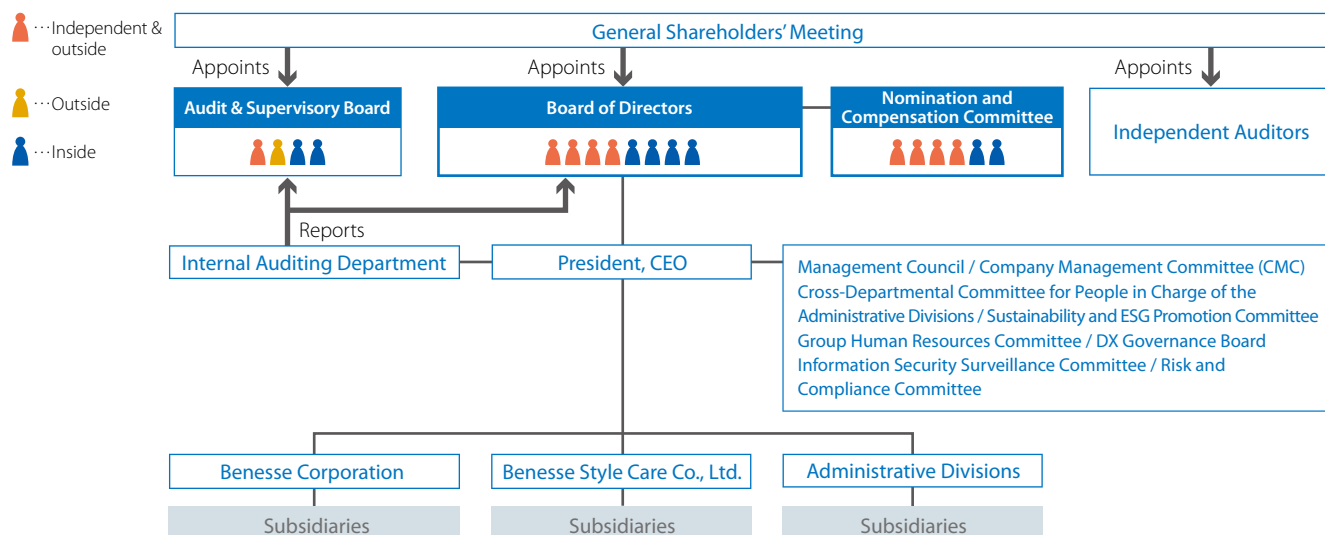 …Independent &
outside
…Outside
…Inside
General Shareholders' Meeting
Appoints
Appoints
Appoints
Audit & Supervisory Board
Board of Directors
Nomination and
Compensation Committee
Independent Auditors
Reports
Internal Auditing Department
President, CEO
Management Council / Company Management Committee (CMC)
Cross-Departmental Committee for People in Charge of the
Administrative Divisions / Sustainability and ESG Promotion Committee
Group Human Resources Committee / DX Governance Board
Information Security Surveillance Committee / Risk and
Compliance Committee
Benesse Corporation
Benesse Style Care Co., Ltd.
Administrative Divisions
Subsidiaries
Subsidiaries
Subsidiaries